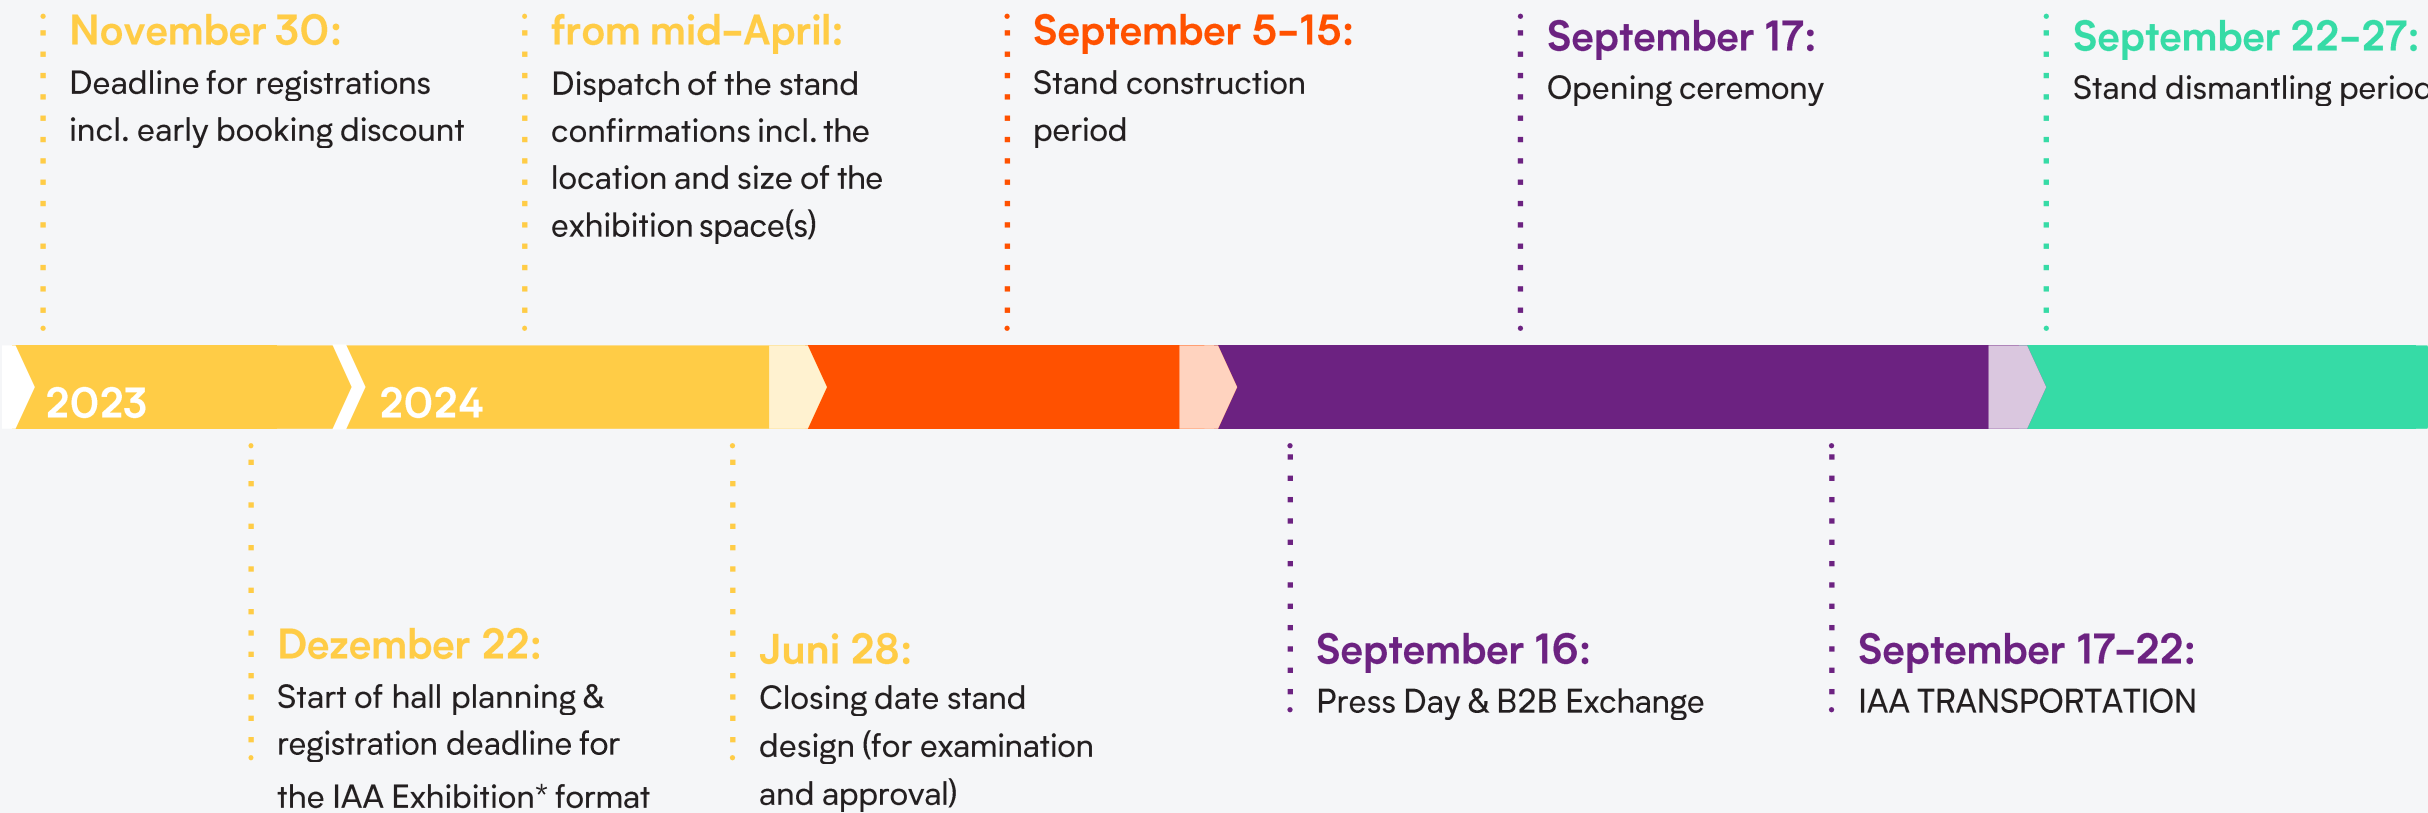 November 30:
Deadline for registrations
incl. early booking discount
from mid-April:
Dispatch of the stand
confirmations incl. the
location and size of the
exhibition space(s)
September 5-15:
Stand construction
period
September 17:
Opening ceremony
September 22-27:
Stand dismantling period
2023
2024
Dezember 22:
Start of hall planning &
registration deadline for
the IAA Exhibition* format
Juni 28:
Closing date stand
design (for examination
and approval)
September 16:
Press Day & B2B Exchange
September 17-22:
IAA TRANSPORTATION